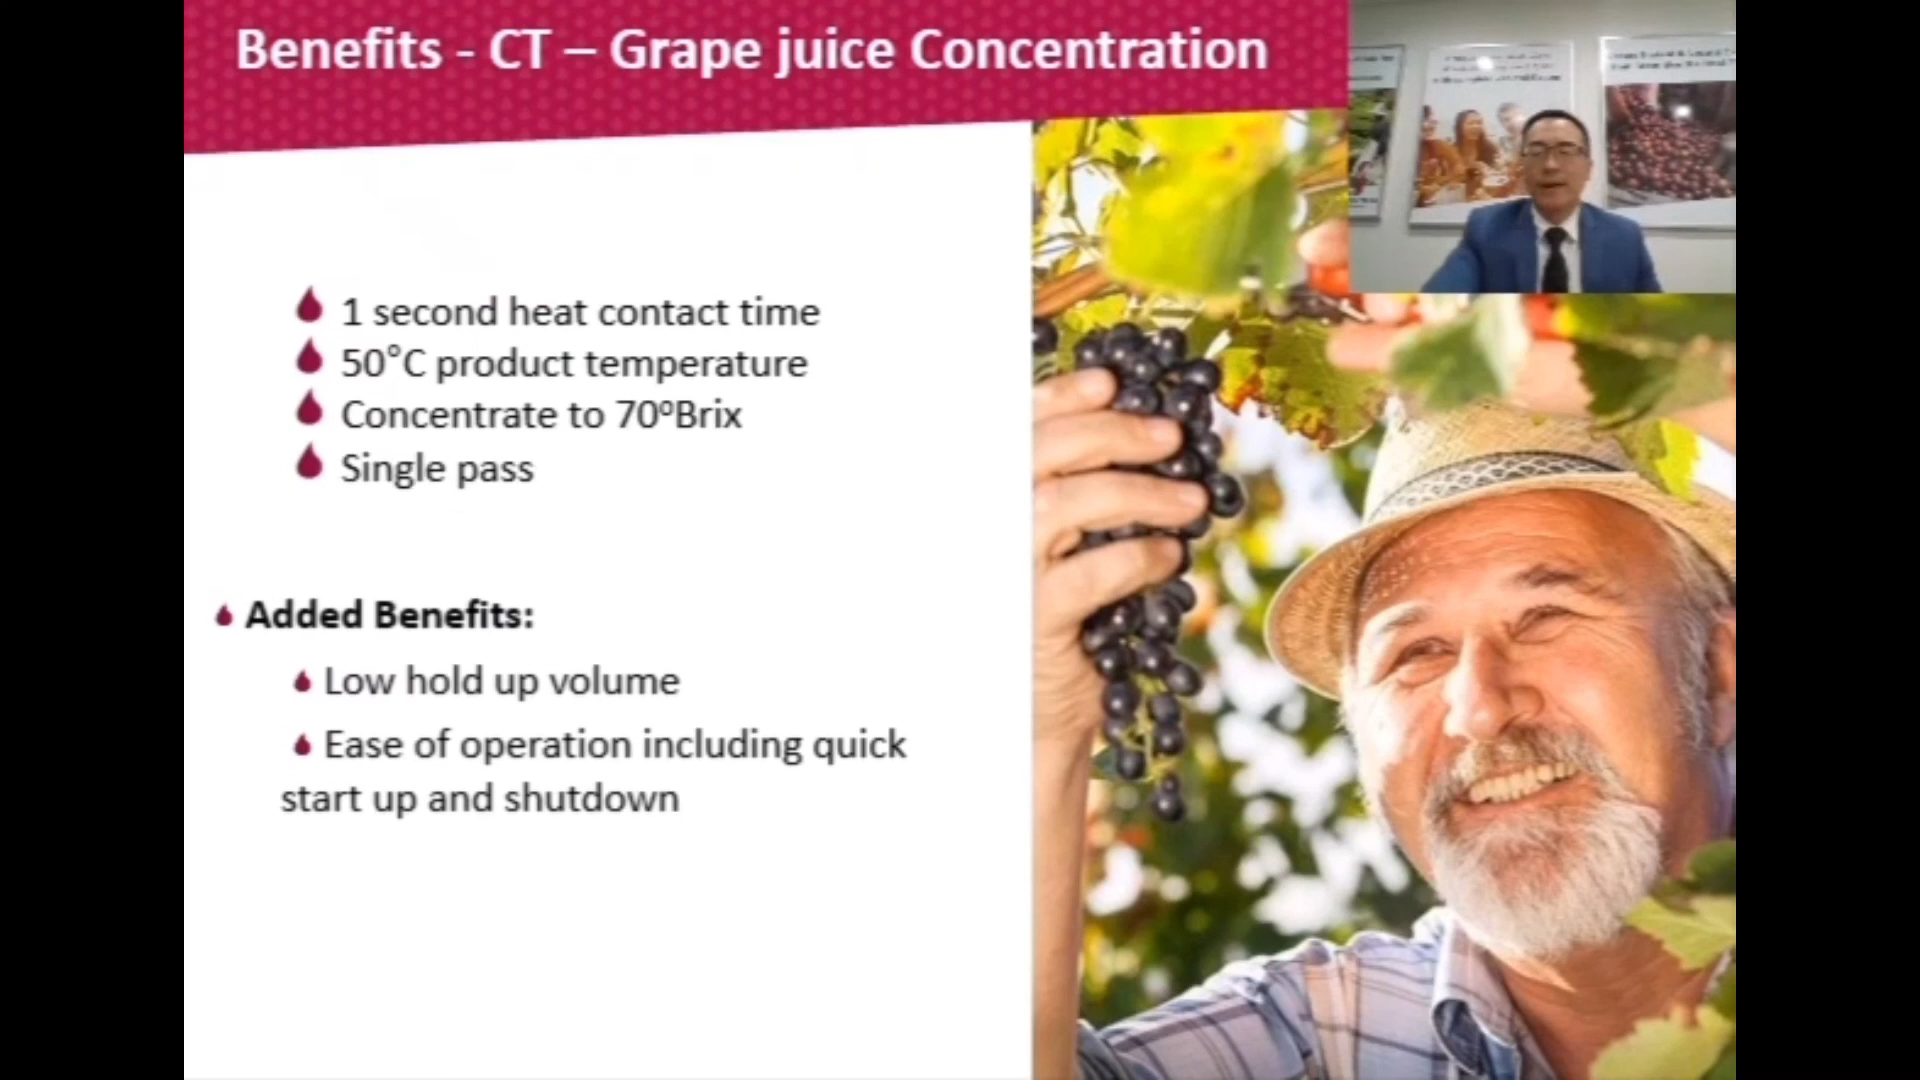 Benefits - CT – Grape juice Concentration
1 second heat contact time
50°C product temperature
Concentrate to 70ºBrix
Single pass
Added Benefits:
Low hold up volume
Ease of operation including quick
start up and shutdown